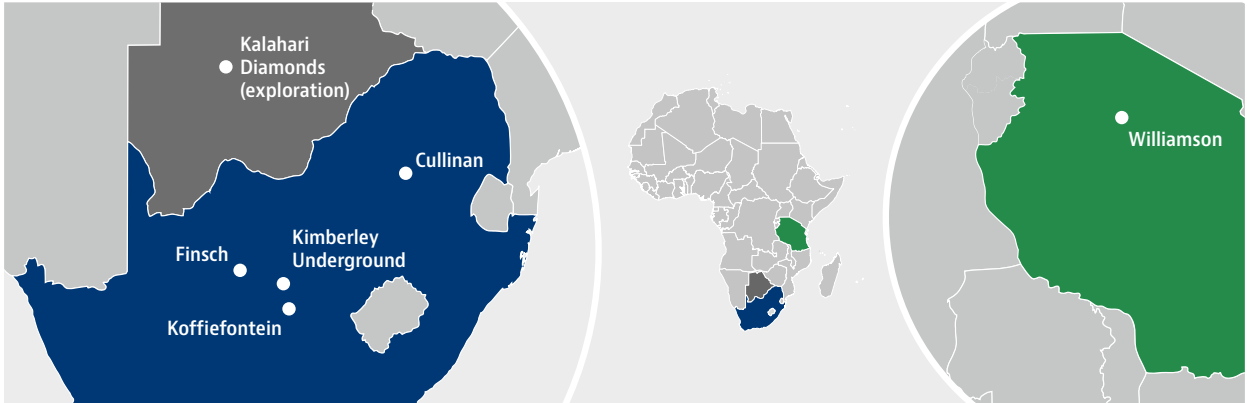 Kalahari
Diamonds
(exploration)
Cullinan
Finsch
Kimberley
Underground
Koffiefontein
Williamson